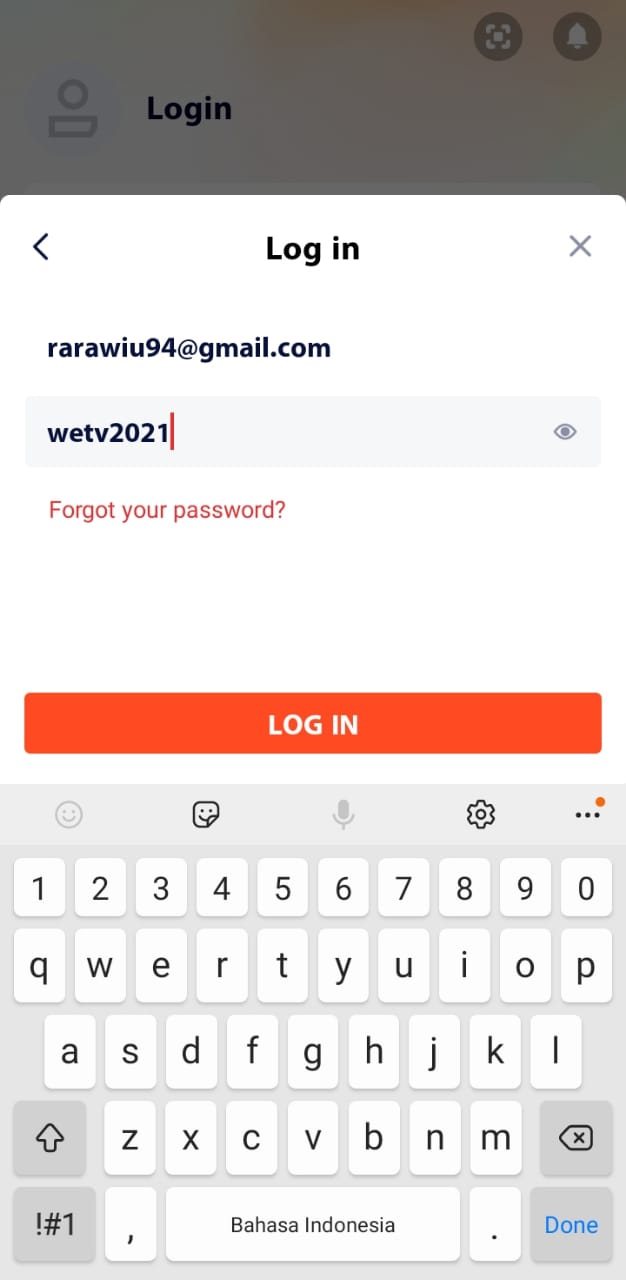 Login
Log in
rarawiu94@gmail.com
wetv2021
Forgot your password?
LOG IN
1 2 3 4 5 6 7 8 9 0
q w e r t y u i o p
a s d f g h j k l
z x c v b n m
!#1 , Bahasa Indonesia . Done